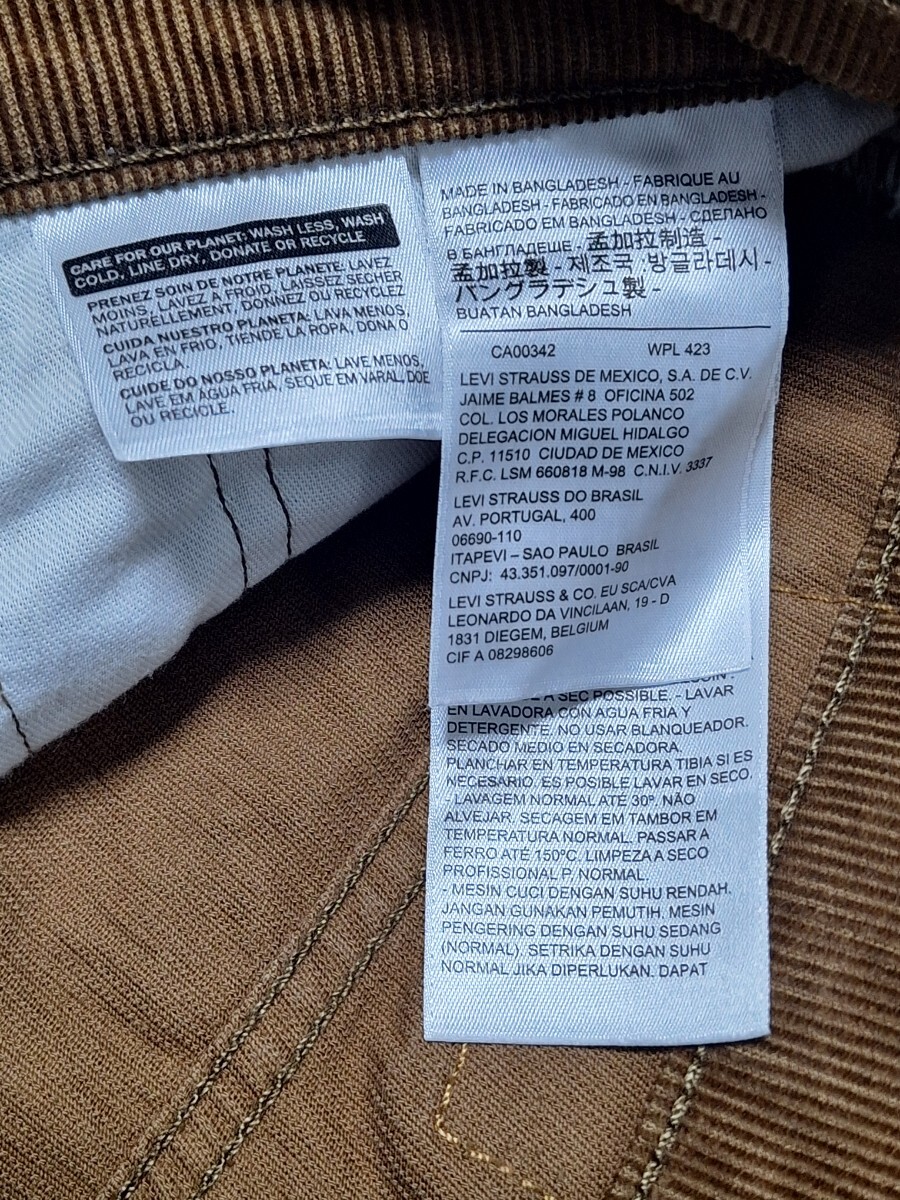 CARE FOR OUR PLANET: WASH LESS, WASH
COLD, LINE DRY, DONATE OR RECYCLE
PRENEZ SOIN DE NOTRE PLANETE: LAVEZ
MOINS, LAVEZ A FROID, LAISSEZ SECHER
NATURELLEMENT, DONNEZ OU RECYCLEZ
CUIDA NUESTRO PLANETA: LAVA MENOS,
LAVA EN FRIO, TIENDE LA ROPA, DONA O
RECICLA.
CUIDE DO NOSSO PLANETA: LAVE MENOS,
LAVE EM AGUA FRIA, SEQUE EM VARAL, DOE
OU RECICLE.
MADE IN BANGLADESH - FABRIQUE AU
BANGLADESH - FABRICADO EN BANGLADESH -
FABRICADO EM BANGLADESH - СДЕЛАНО
В БАНГЛАДЕШЕ - 孟加拉制造 -
孟加拉製 - 제조국 :방글라데시 -
バングラデシュ製 -
BUATAN BANGLADESH
CA00342 WPL 423
LEVI STRAUSS DE MEXICO, S.A. DE C.V.
JAIME BALMES # 8 OFICINA 502
COL. LOS MORALES POLANCO
DELEGACION MIGUEL HIDALGO
C.P. 11510 CIUDAD DE MEXICO
R.F.C. LSM 660818 M-98 C.N.I.V. 3337
LEVI STRAUSS DO BRASIL
AV. PORTUGAL, 400
06690-110
ITAPEVI – SAO PAULO BRASIL
CNPJ: 43.351.097/0001-90
LEVI STRAUSS & CO. EU SCA/CVA
LEONARDO DA VINCILAAN, 19 - D
1831 DIEGEM, BELGIUM
CIF A 08298606
A SEC POSSIBLE. - LAVAR
EN LAVADORA CON AGUA FRIA Y
DETERGENTE. NO USAR BLANQUEADOR.
SECADO MEDIO EN SECADORA.
PLANCHAR EN TEMPERATURA TIBIA SI ES
NECESARIO. ES POSIBLE LAVAR EN SECO.
- LAVAGEM NORMAL ATÉ 30º. NÃO
ALVEJAR. SECAGEM EM TAMBOR EM
TEMPERATURA NORMAL. PASSAR A
FERRO ATÉ 150ºC. LIMPEZA A SECO
PROFISSIONAL P, NORMAL
- MESIN CUCI DENGAN SUHU RENDAH.
JANGAN GUNAKAN PEMUTIH. MESIN
PENGERING DENGAN SUHU SEDANG
(NORMAL). SETRIKA DENGAN SUHU
NORMAL JIKA DIPERLUKAN. DAPAT